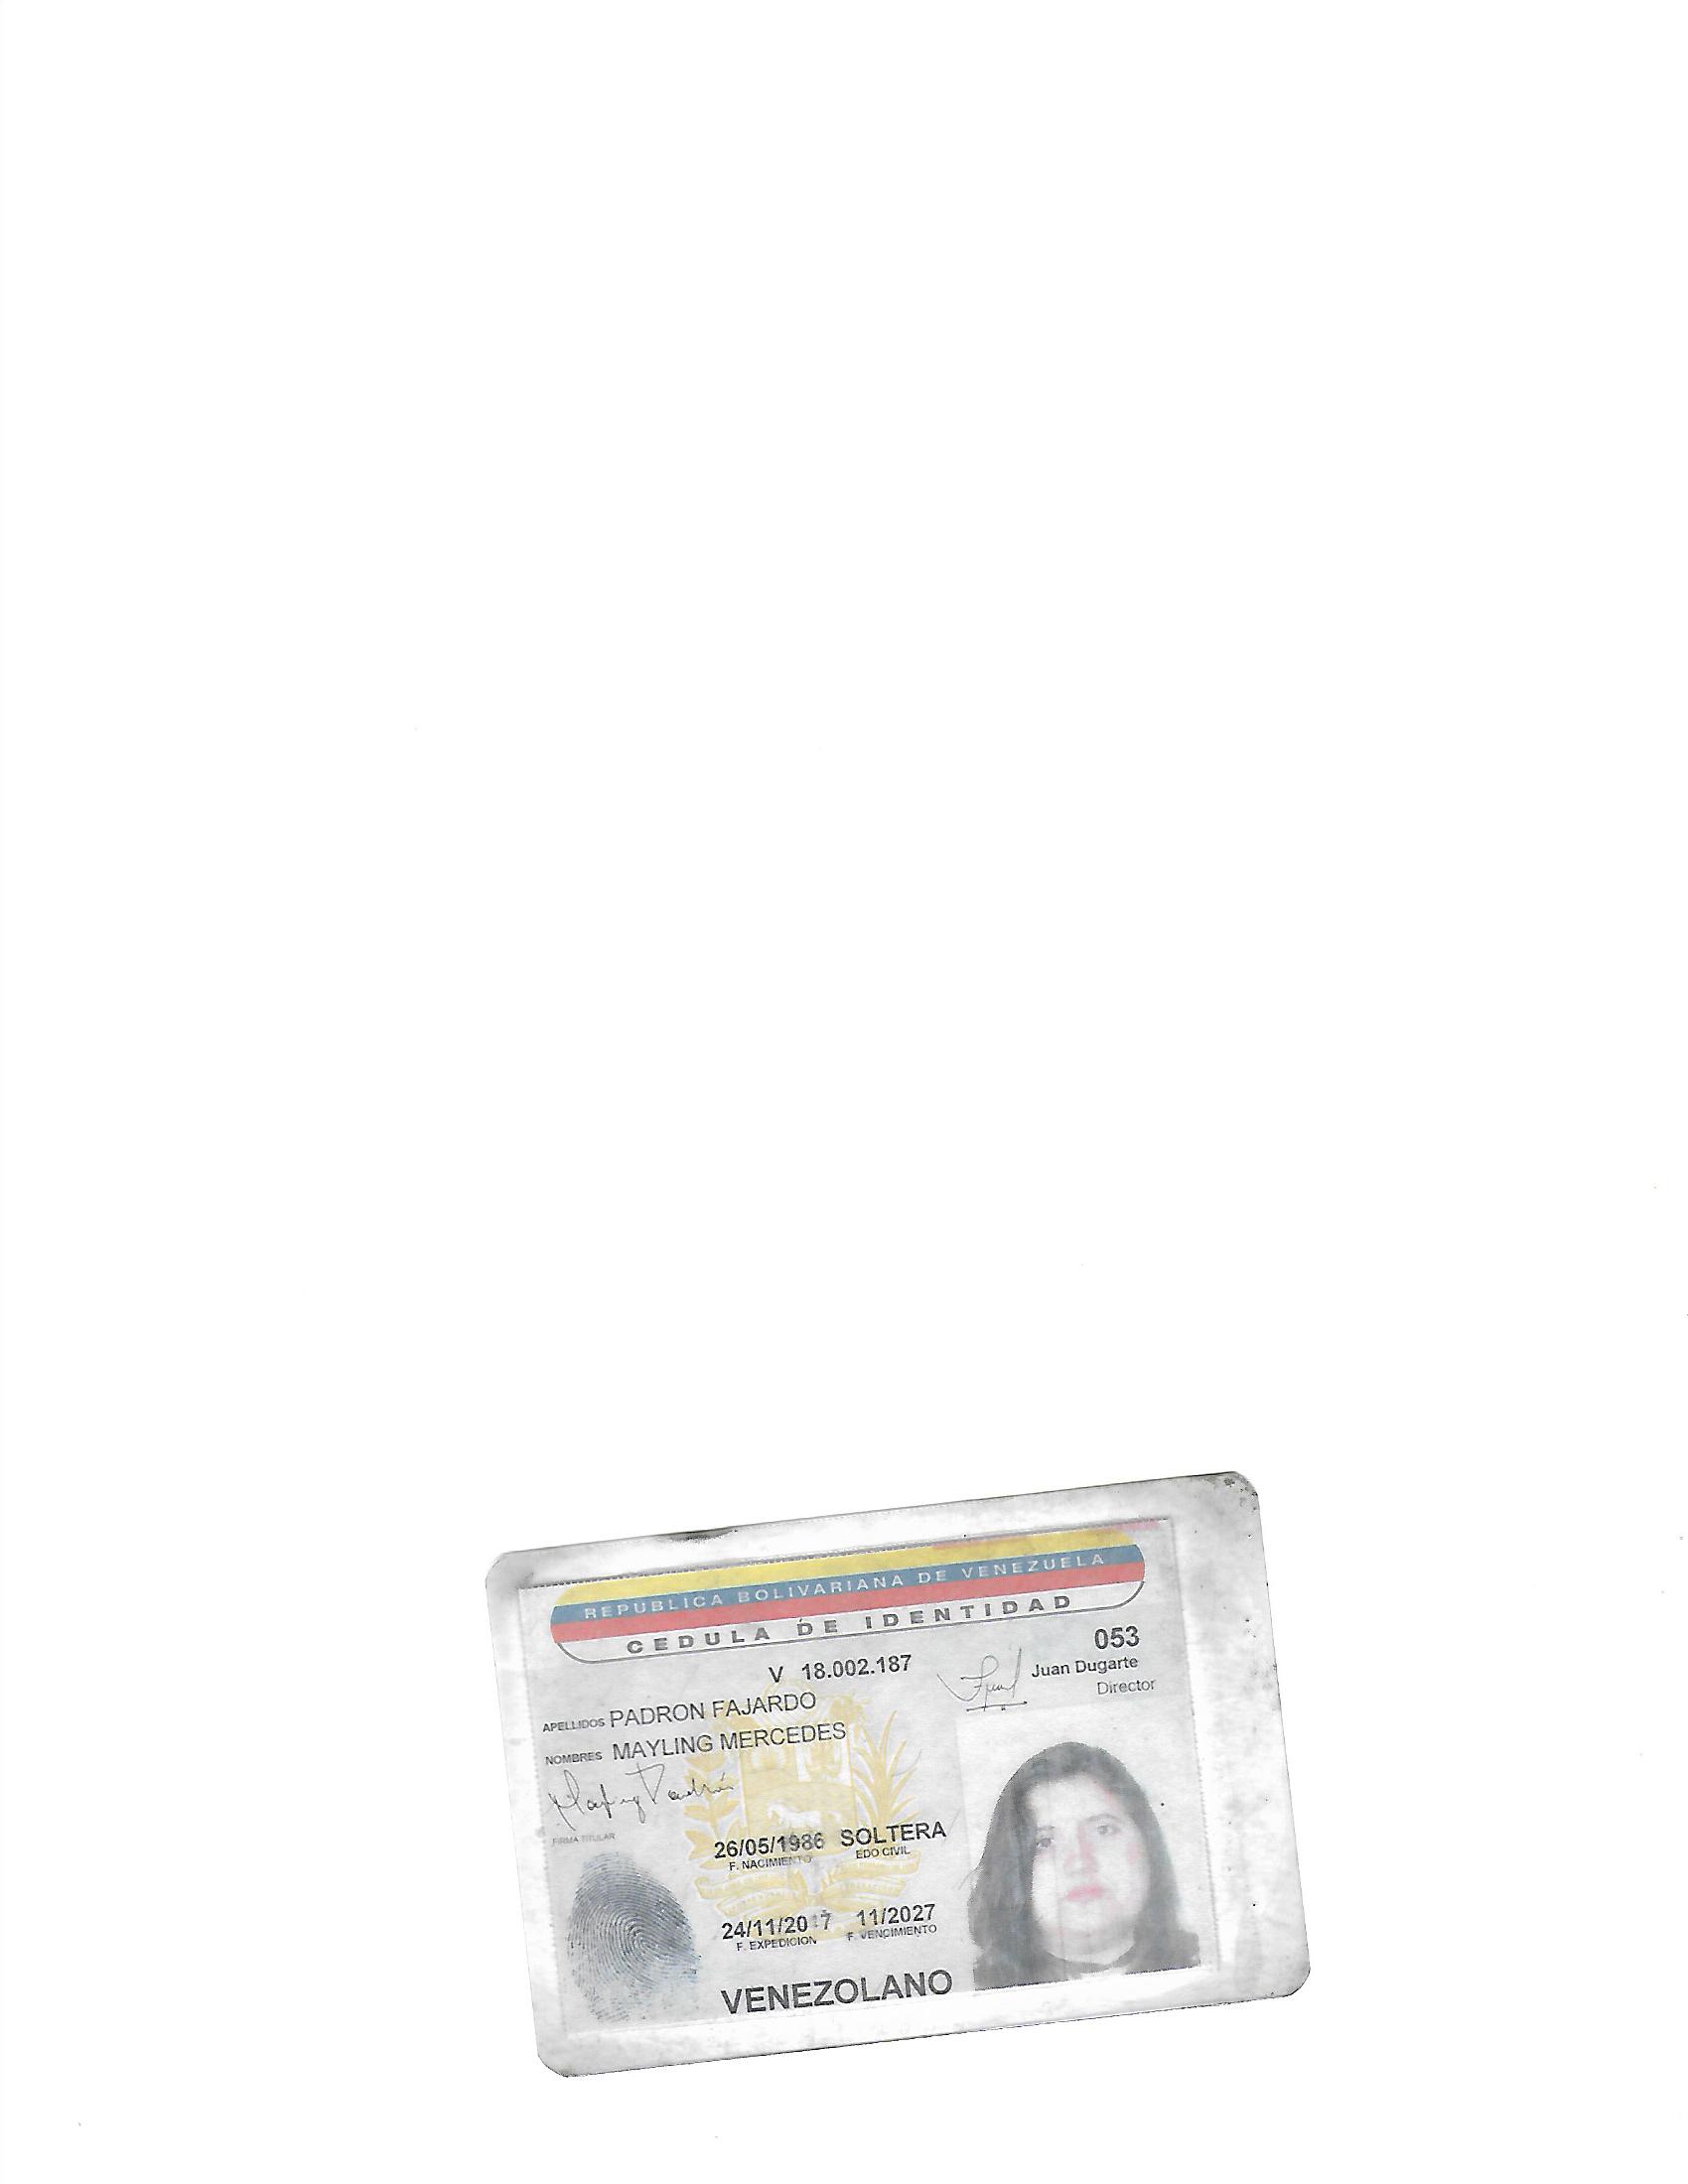 REPUBLICA BOLIVARIANA DE VENEZUELA
CEDULA DE IDENTIDAD
V 18.002.187
053
Juan Dugarte
Director
APELLIDOS PADRON FAJARDO
NOMBRES MAYLING MERCEDES
FIRMA TITULAR
26/05/1986 SOLTERA
F. NACIMIENTO EDO CIVIL
24/11/2017 11/2027
F. EXPEDICION F. VENCIMIENTO
VENEZOLANO